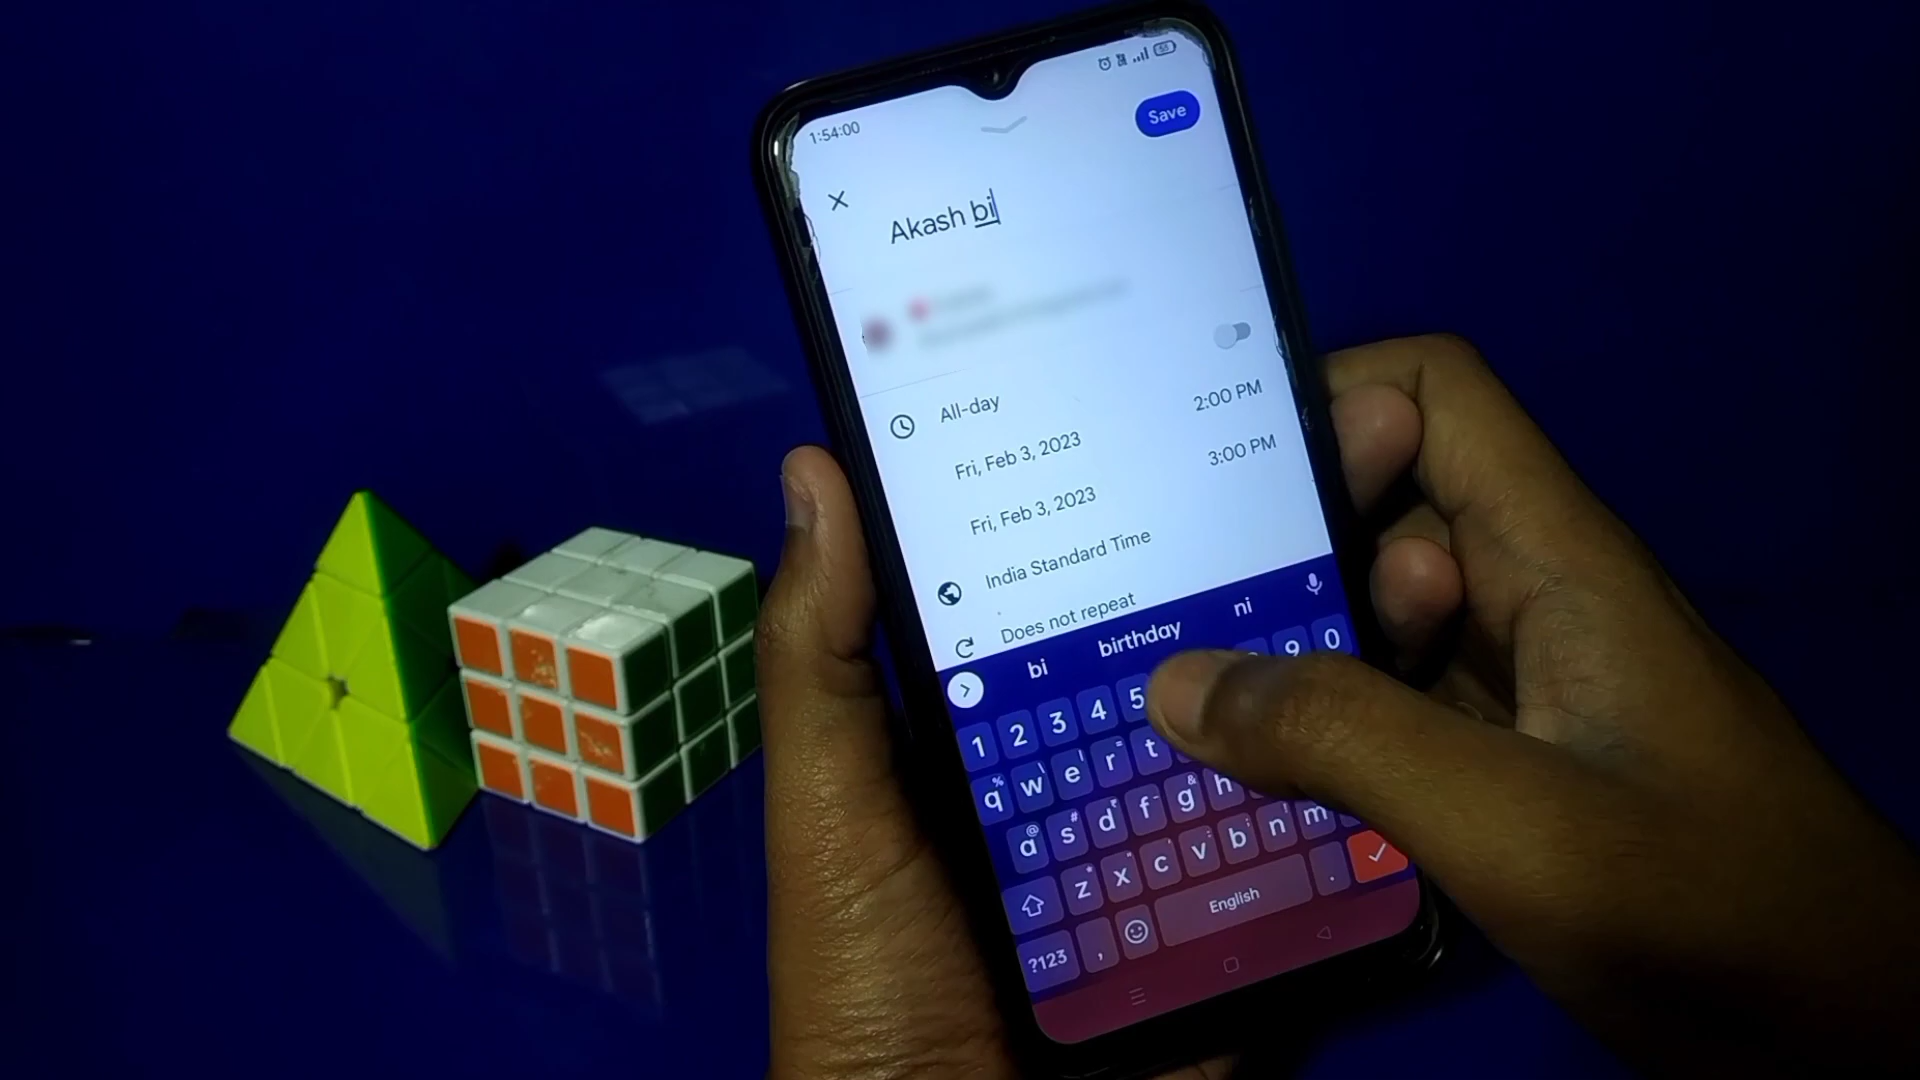 1:54:00
55
Save
Akash bi
All-day
Fri, Feb 3, 2023 2:00 PM
Fri, Feb 3, 2023 3:00 PM
India Standard Time
Does not repeat
bi birthday ni
1 2 3 4 5 9 0
q w e r t
a s d f g h
z x c v b n m
?123 , English .